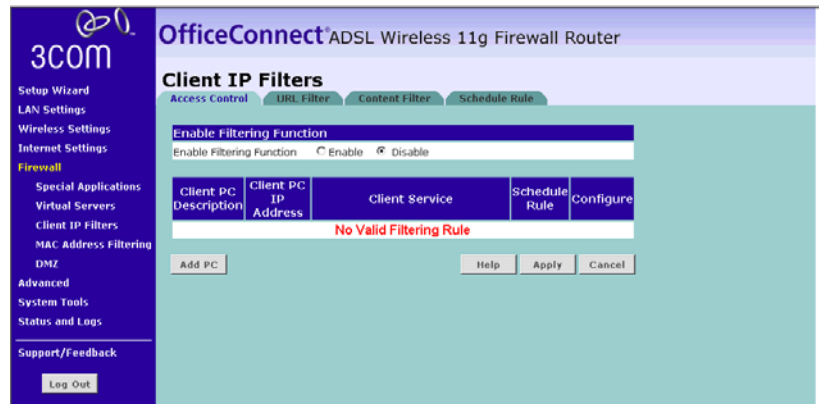 3COM
OfficeConnect® ADSL Wireless 11g Firewall Router
Setup Wizard
LAN Settings
Wireless Settings
Internet Settings
Firewall
Special Applications
Virtual Servers
Client IP Filters
MAC Address Filtering
DMZ
Advanced
System Tools
Status and Logs
Support/Feedback
Log Out
Client IP Filters
Access Control URL Filter Content Filter Schedule Rule
Enable Filtering Function
Enable Filtering Function Enable Disable
Client PC Description Client PC IP Address Client Service Schedule Rule Configure
No Valid Filtering Rule
Add PC Help Apply Cancel